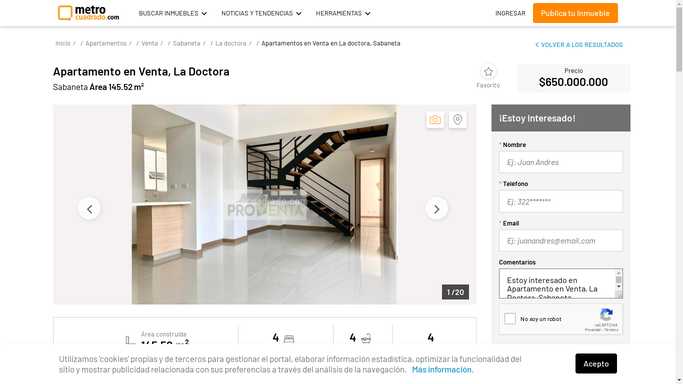 metro
cuadrado.com
BUSCAR INMUEBLES
NOTICIAS Y TENDENCIAS
HERRAMIENTAS
INGRESAR
Publica tu Inmueble
Inicio / / Apartamentos / / Venta / / Sabaneta / / La doctora / / Apartamentos en Venta en La doctora, Sabaneta
VOLVER A LOS RESULTADOS
Apartamento en Venta, La Doctora
Sabaneta Área 145.52 m²
Favorito
Precio
$650.000.000
PROVENTA
1 / 20
¡Estoy Interesado!
* Nombre
Ej: Juan Andres
* Telefono
Ej: 322*******
* Email
Ej: juanandres@email.com
Comentarios
Estoy interesado en
Apartamento en Venta, La
Doctora, Sabaneta
No soy un robot
reCAPTCHA
Privacidad - Términos
Área construida
145.52 m²
4
4
4
Utilizamos 'cookies' propias y de terceros para gestionar el portal, elaborar información estadística, optimizar la funcionalidad del
sitio y mostrar publicidad relacionada con sus preferencias a través del análisis de la navegación. Más información.
Acepto